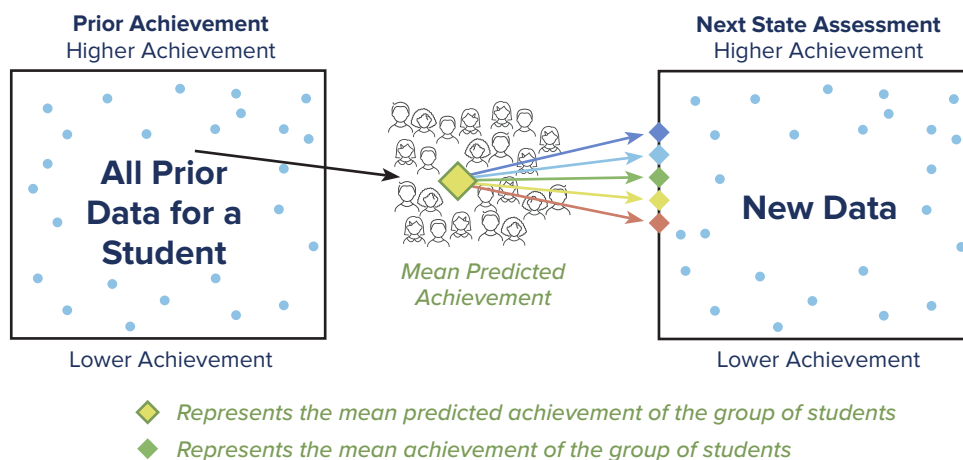 Prior Achievement
Higher Achievement
All Prior
Data for a
Student
Lower Achievement
Mean Predicted
Achievement
Next State Assessment
Higher Achievement
New Data
Lower Achievement
Represents the mean predicted achievement of the group of students
Represents the mean achievement of the group of students